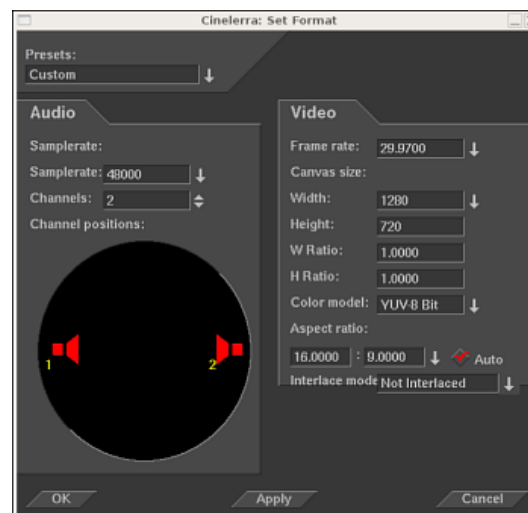 Cinelerra: Set Format
Presets:
Custom
Audio
Samplerate:
Samplerate: 48000
Channels: 2
Channel positions:
1
2
Video
Frame rate: 29.9700
Canvas size:
Width: 1280
Height: 720
W Ratio: 1.0000
H Ratio: 1.0000
Color model: YUV-8 Bit
Aspect ratio:
16.0000 : 9.0000 Auto
Interlace mode Not Interlaced
OK
Apply
Cancel